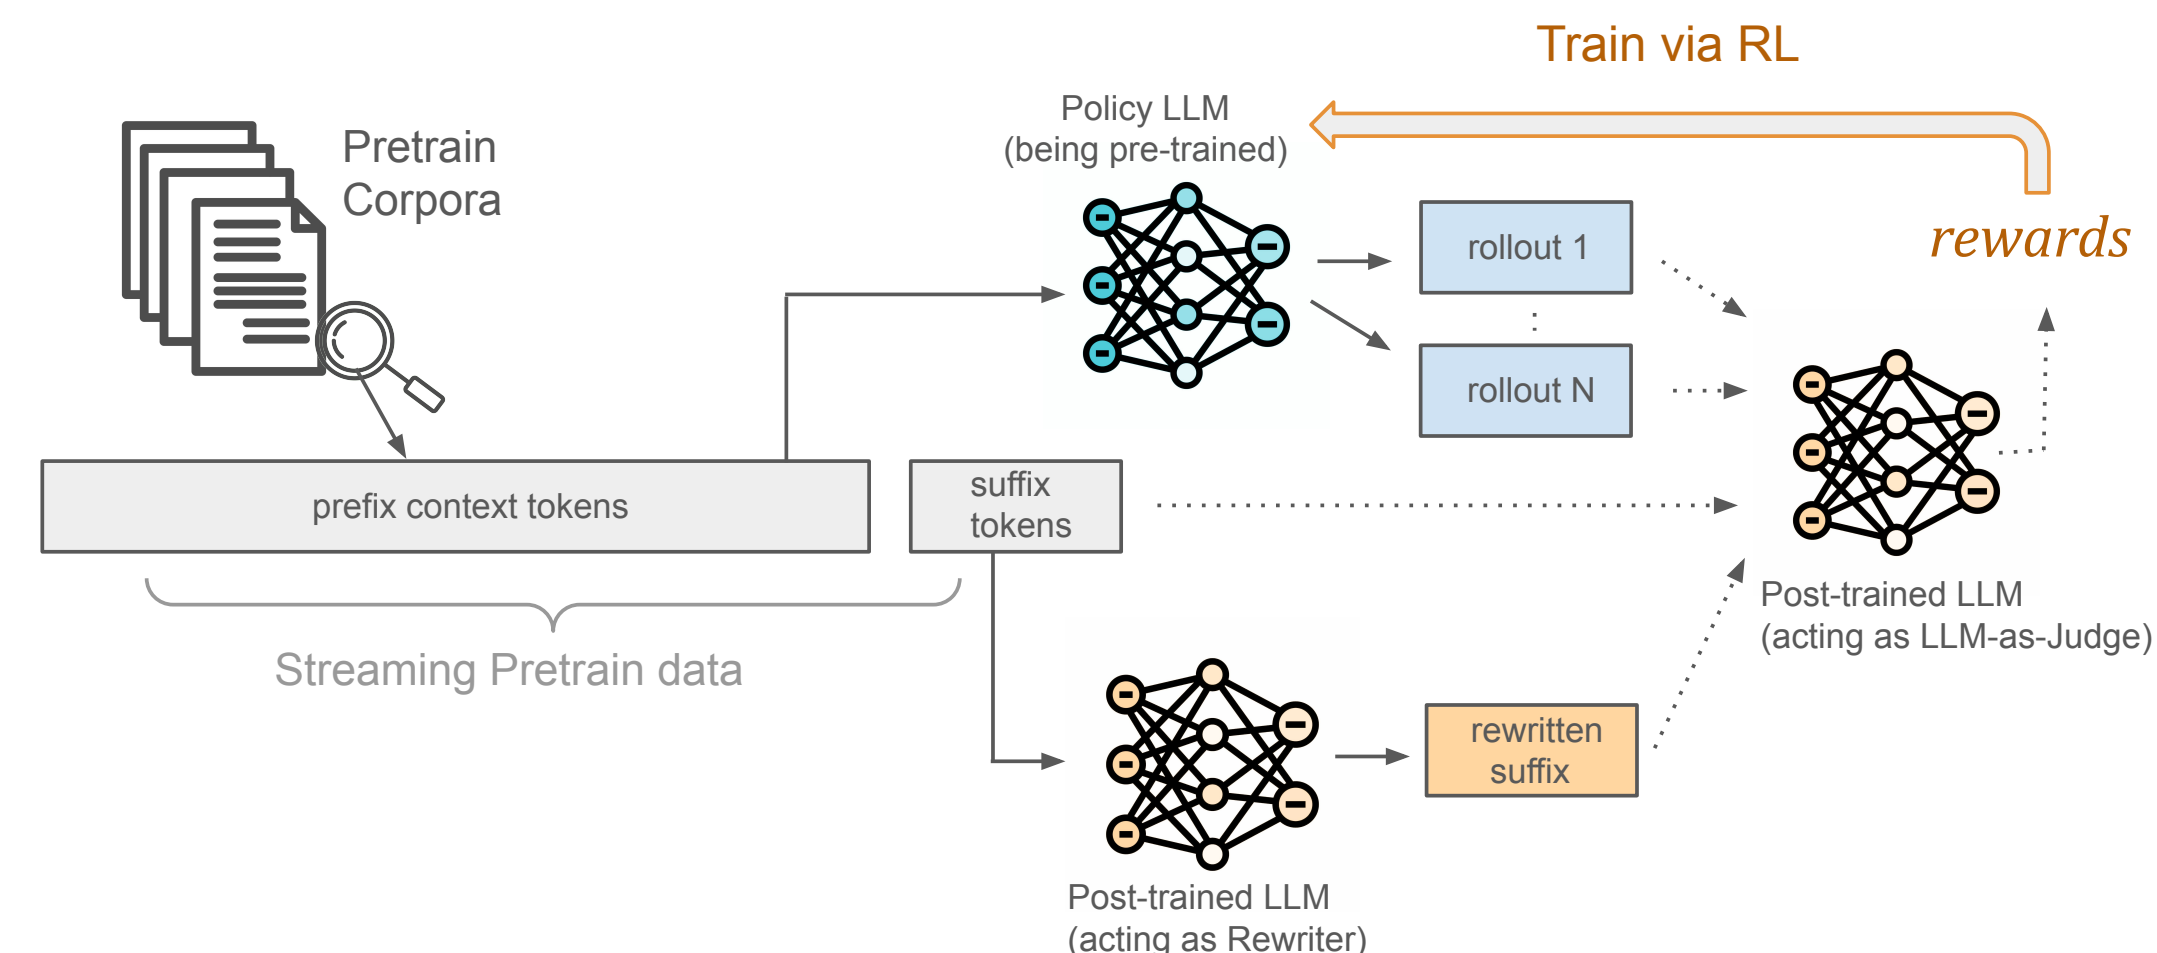 Train via RL
Pretrain
Corpora
Policy LLM
(being pre-trained)
rollout 1
rollout N
rewards
prefix context tokens
suffix
tokens
Streaming Pretrain data
Post-trained LLM
(acting as LLM-as-Judge)
rewritten
suffix
Post-trained LLM
(acting as Rewriter)